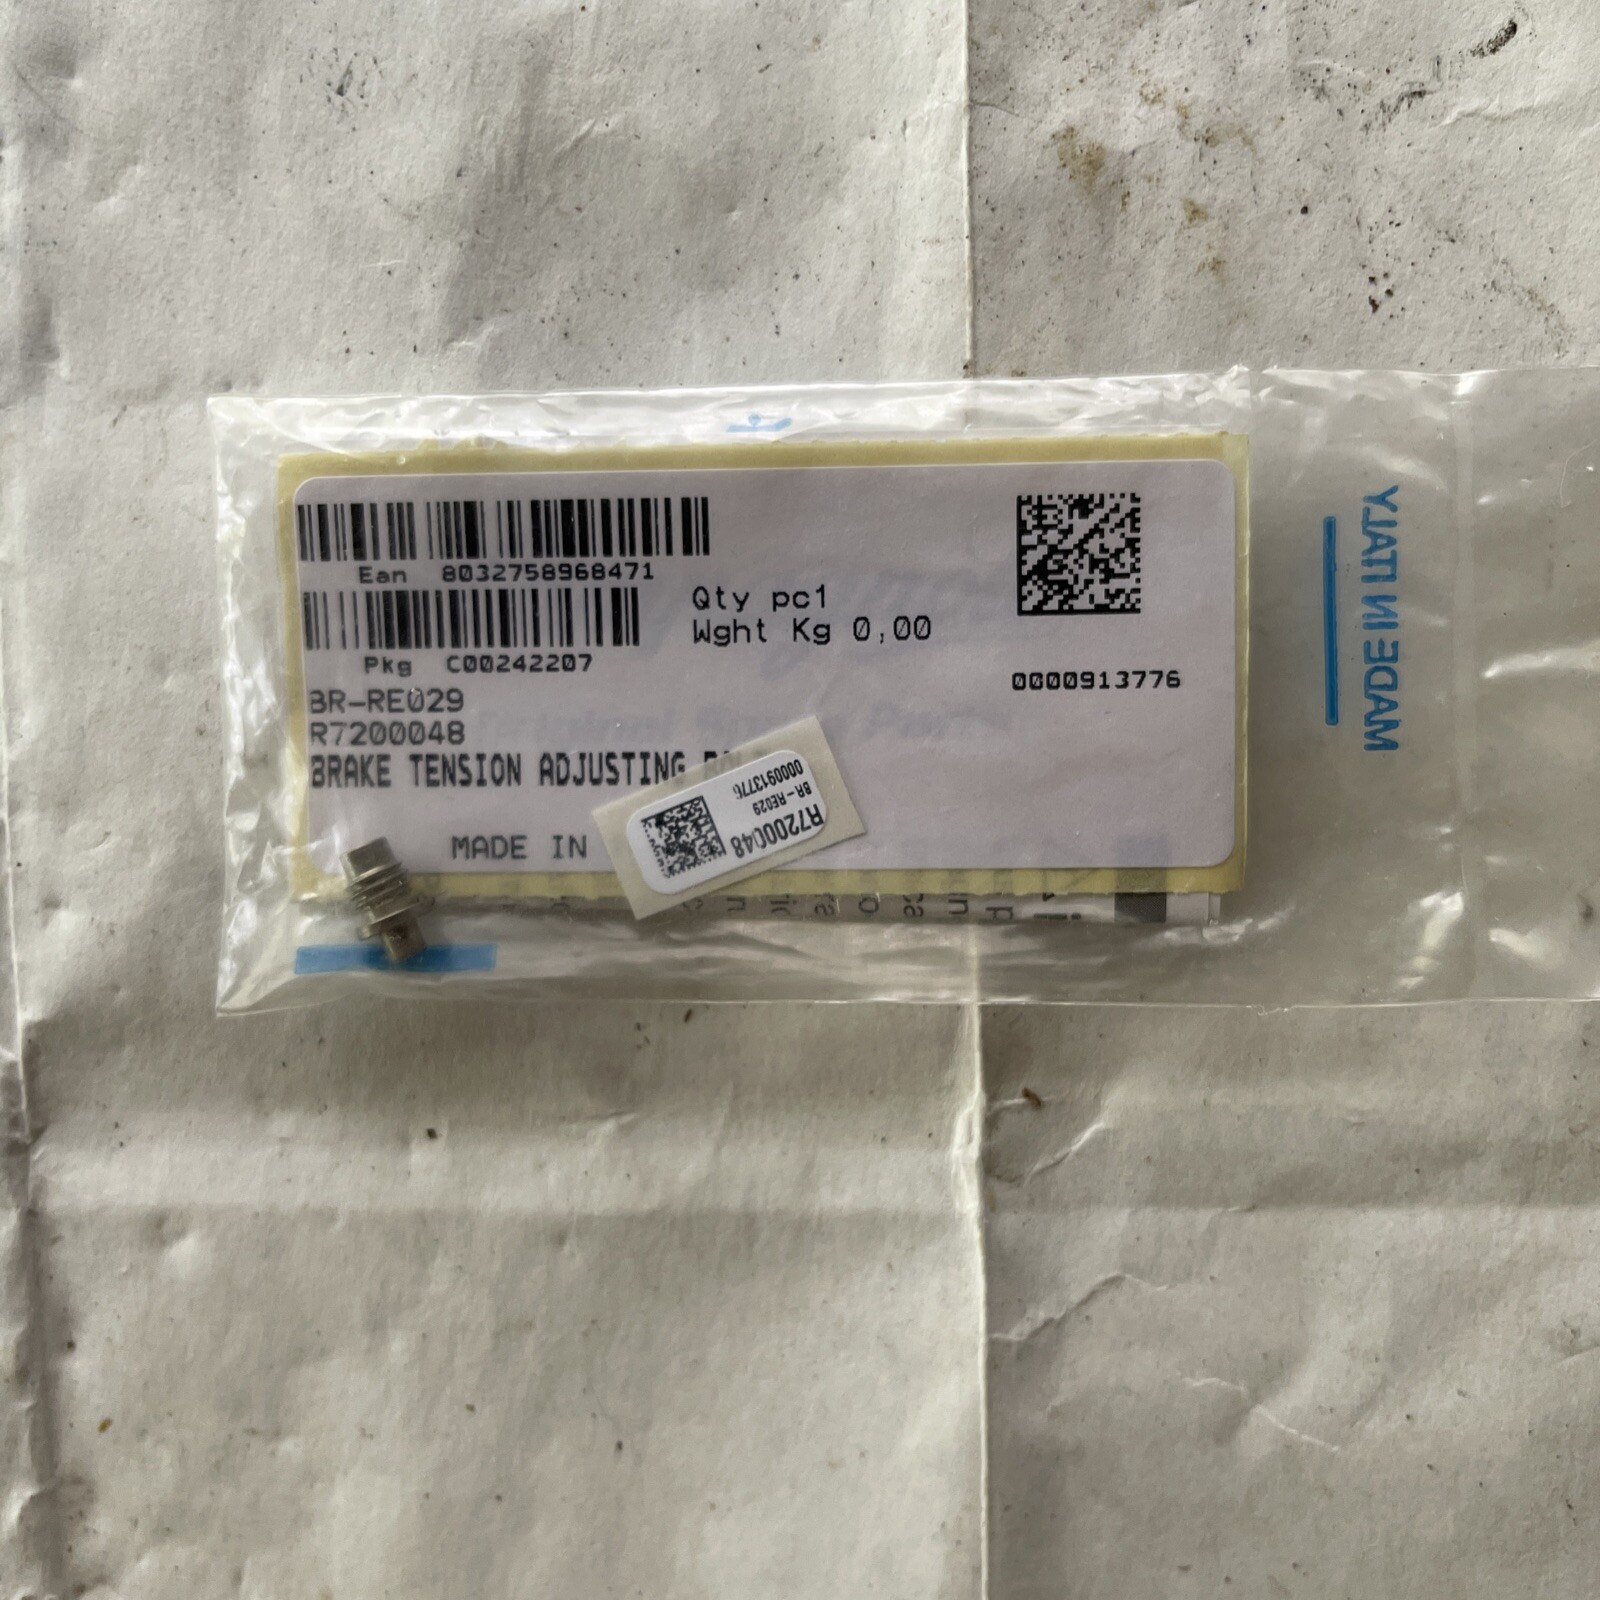 Ean 8032758968471
Qty pc1
Wght Kg 0,00
Pkg C00242207
0000913776
BR-RE029
R7200048
BRAKE TENSION ADJUSTING
MADE IN
R7200048
BR-RE029
0000913776
MADE IN ITALY